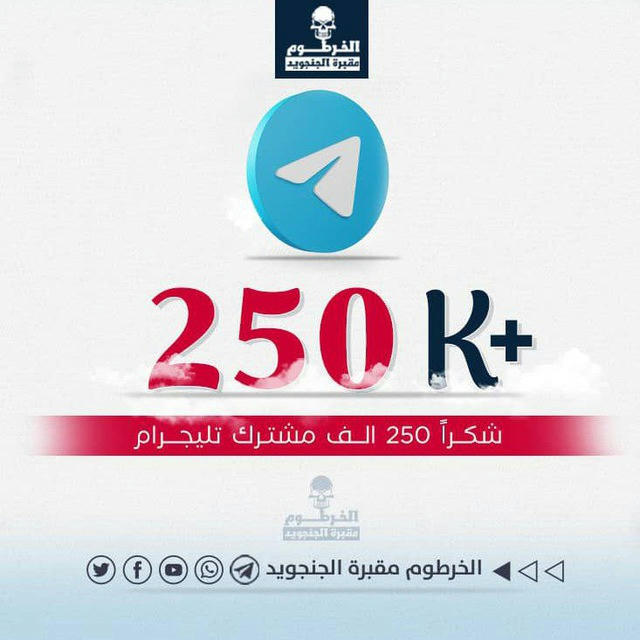 الخرطوم
مقبرة الجنجويد
250 K+
شكراً 250 الف مشترك تليجرام
الخرطوم
مقبرة الجنجويد
الخرطوم مقبرة الجنجويد